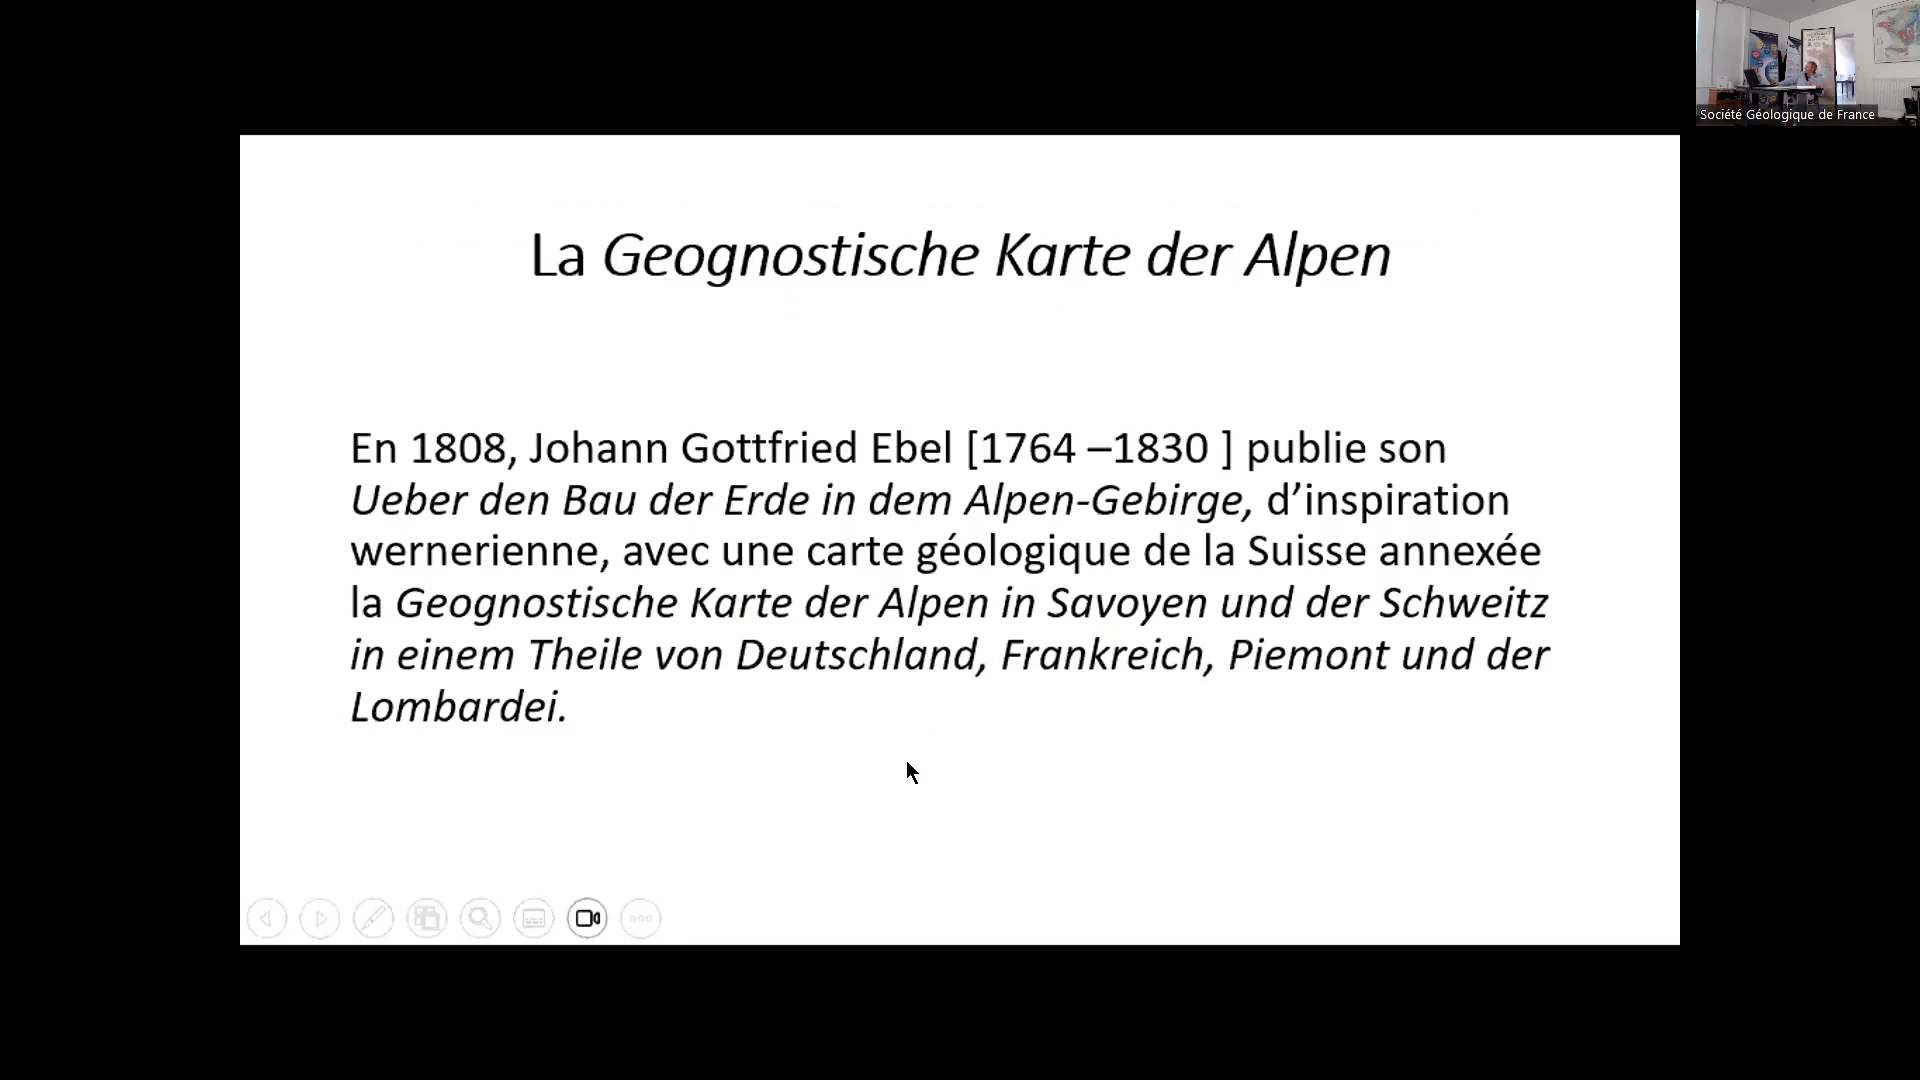 Société Géologique de France
La Geognostische Karte der Alpen
En 1808, Johann Gottfried Ebel [1764 –1830 ] publie son
Ueber den Bau der Erde in dem Alpen-Gebirge, d’inspiration
wernerienne, avec une carte géologique de la Suisse annexée
la Geognostische Karte der Alpen in Savoyen und der Schweitz
in einem Theile von Deutschland, Frankreich, Piemont und der
Lombardei.